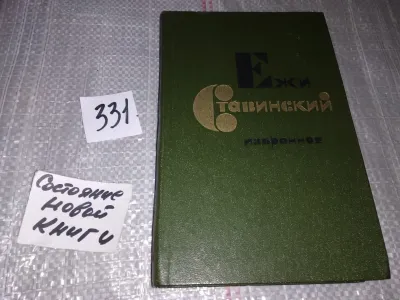 Ежи
Ставинский
избранное
331
Состояние
новой
книги